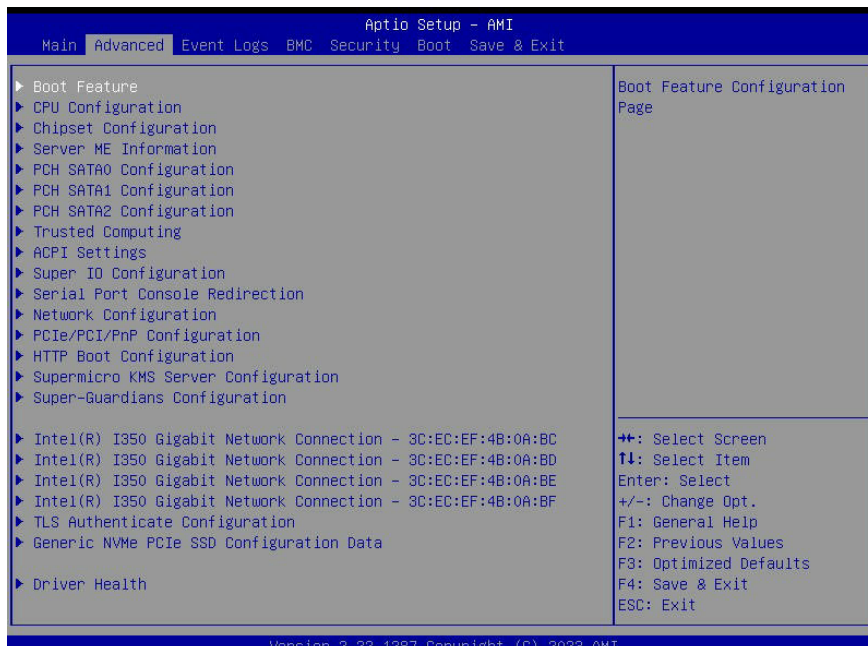 Aptio Setup - AMI
Main Advanced Event Logs BMC Security Boot Save & Exit
Boot Feature
CPU Configuration
Chipset Configuration
Server ME Information
PCH SATA0 Configuration
PCH SATA1 Configuration
PCH SATA2 Configuration
Trusted Computing
ACPI Settings
Super IO Configuration
Serial Port Console Redirection
Network Configuration
PCIe/PCI/PnP Configuration
HTTP Boot Configuration
Supermicro KMS Server Configuration
Super-Guardians Configuration
Intel(R) I350 Gigabit Network Connection - 3C:EC:EF:4B:0A:BC
Intel(R) I350 Gigabit Network Connection - 3C:EC:EF:4B:0A:BD
Intel(R) I350 Gigabit Network Connection - 3C:EC:EF:4B:0A:BE
Intel(R) I350 Gigabit Network Connection - 3C:EC:EF:4B:0A:BF
TLS Authenticate Configuration
Generic NVMe PCIe SSD Configuration Data
Driver Health
Boot Feature Configuration
Page
→←: Select Screen
↑↓: Select Item
Enter: Select
+/-: Change Opt.
F1: General Help
F2: Previous Values
F3: Optimized Defaults
F4: Save & Exit
ESC: Exit
Version Copyright (C) AMI